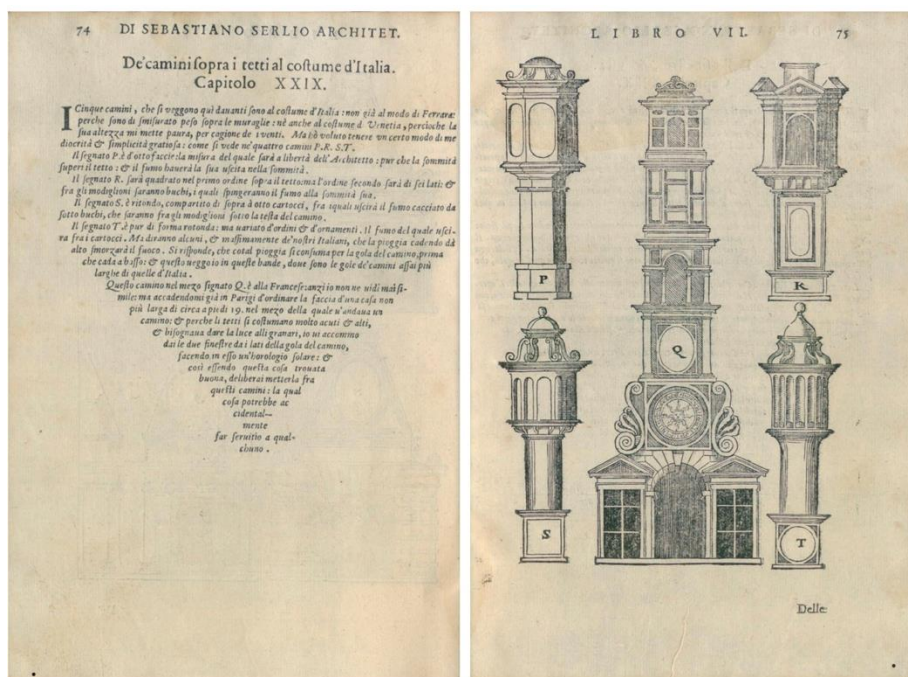 74 DI SEBASTIANO SERLIO ARCHITET.
De'camini sopra i tetti al costume d'Italia.
Capitolo XXIX.
I Cinque camini, che si veggono quì dananti sono al costume d'Italia: non già al modo di Ferrara:
perche sono di smisurato peso sopra le muraglie: nè anche al costume d'Venetia, percioche la
sua altezza mi mette paura, per cagione de i venti. Ma hò voluto tenere vn certo modo di me
diocrità & simplicità gratiosa: come si vede ne'quattro camini P.R. S.T.
Il segnato P. è d'otto faccie: la misura del quale sarà a libertà dell'Architetto: pur che la sommità
superi il tetto: & il fumo hauerà la sua uscita nella sommità.
Il segnato R. sarà quadrato nel primo ordine sopra il tetto: ma l'ordine secondo sarà di sei lati: &
fra gli modiglioni saranno buchi, i quali spingeranno il fumo alla sommità sua.
Il segnato S. è ritondo, compartito di sopra à otto cartocci, fra i quali uscirà il fumo cacciato da
sotto buchi, che saranno fra gli modiglioni sotto la testa del camino.
Il segnato T. è pur di forma rotonda: ma uariato d'ordini & d'ornamenti. Il fumo del quale usci-
ra fra i cartocci. Mi diranno alcuni, & massimamente de'nostri Italiani, che la pioggia cadendo dà
alto smorzarà il fuoco. Si risponde, che cotal pioggia si consuma per la gola del camino, prima
che cada a basso: & questo ueggo io in queste bande, doue sono le gole de'camini assai più
larghe di quelle d'Italia.
Questo camino nel mezo signato Q. è alla Francese: anzi io non ne uidi mai si-
mile: ma accadendomi già in Parigi d'ordinare la faccia d'una casa non
più larga di circa a piedi 19. nel mezo della quale u'andaua un
camino: & perche li tetti si costumano molto acuti & alti,
& bisognaua dare la luce alli granari, io ui accommo
dai le due finestre da i lati della gola del camino,
facendo in esso un'horologio solare: &
così essendo questa cosa trouata
buona, deliberai metterla fra
questi camini: la qual
cosa potrebbe ac
cidental-
mente
far seruitio a qual-
chuno.
LIBRO VII. 75
P
R
Q
S
T
Delle